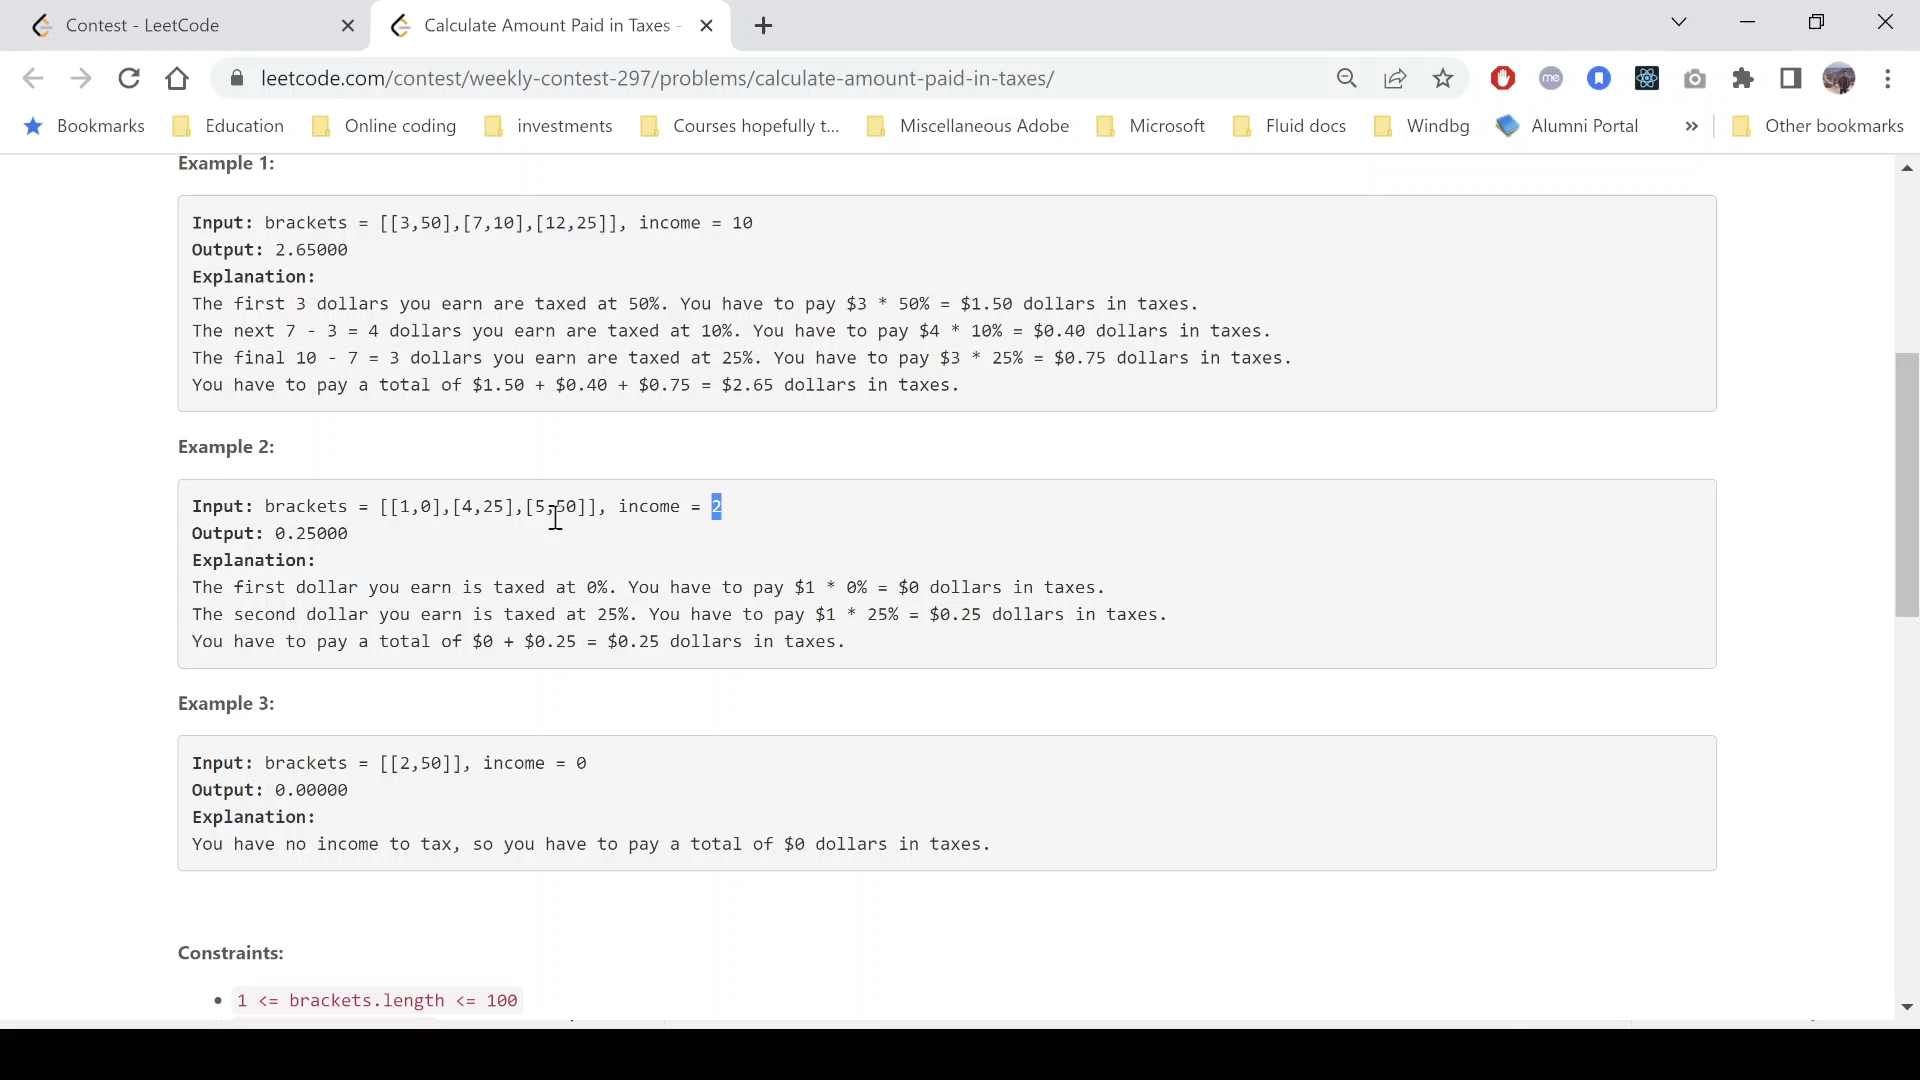 Contest - LeetCode
Calculate Amount Paid in Taxes -
leetcode.com/contest/weekly-contest-297/problems/calculate-amount-paid-in-taxes/
me
Bookmarks Education Online coding investments Courses hopefully t... Miscellaneous Adobe Microsoft Fluid docs Windbg Alumni Portal » Other bookmarks
Example 1:
Input: brackets = [[3,50],[7,10],[12,25]], income = 10
Output: 2.65000
Explanation:
The first 3 dollars you earn are taxed at 50%. You have to pay $3 * 50% = $1.50 dollars in taxes.
The next 7 - 3 = 4 dollars you earn are taxed at 10%. You have to pay $4 * 10% = $0.40 dollars in taxes.
The final 10 - 7 = 3 dollars you earn are taxed at 25%. You have to pay $3 * 25% = $0.75 dollars in taxes.
You have to pay a total of $1.50 + $0.40 + $0.75 = $2.65 dollars in taxes.
Example 2:
Input: brackets = [[1,0],[4,25],[5,50]], income = 2
Output: 0.25000
Explanation:
The first dollar you earn is taxed at 0%. You have to pay $1 * 0% = $0 dollars in taxes.
The second dollar you earn is taxed at 25%. You have to pay $1 * 25% = $0.25 dollars in taxes.
You have to pay a total of $0 + $0.25 = $0.25 dollars in taxes.
Example 3:
Input: brackets = [[2,50]], income = 0
Output: 0.00000
Explanation:
You have no income to tax, so you have to pay a total of $0 dollars in taxes.
Constraints:
1 <= brackets.length <= 100